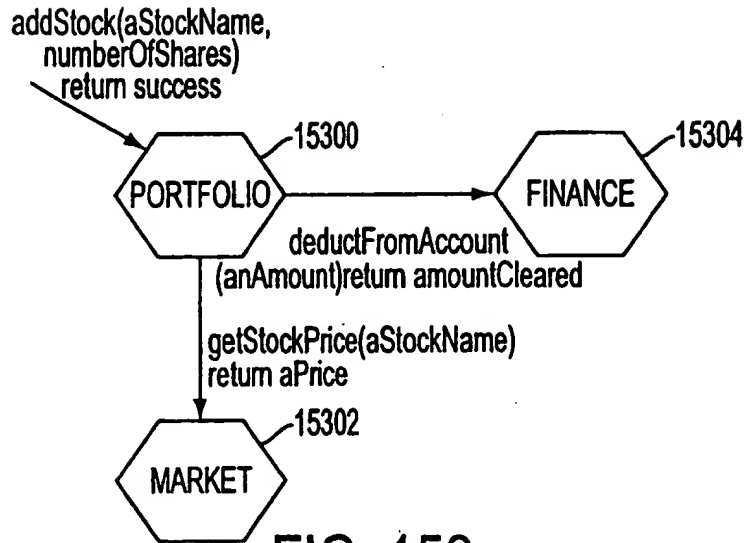 addStock(aStockName,
numberOfShares)
return success
15300
15304
PORTFOLIO
FINANCE
deductFromAccount
(anAmount)return amountCleared
getStockPrice(aStockName)
return aPrice
15302
MARKET